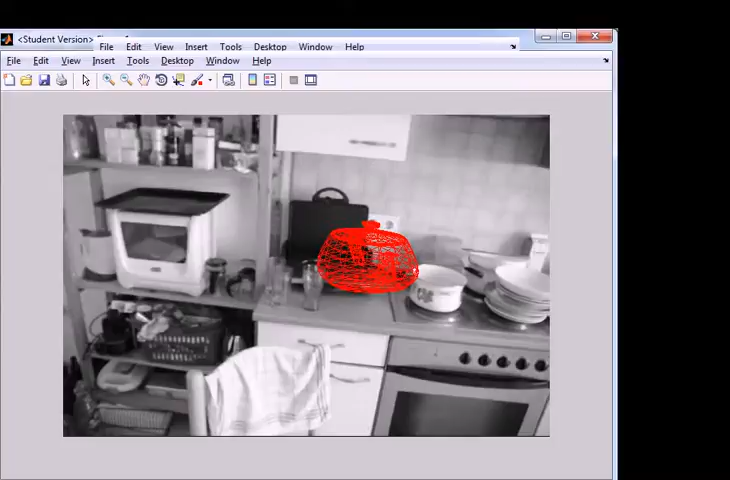 <Student Version>
File Edit View Insert Tools Desktop Window Help
File Edit View Insert Tools Desktop Window Help